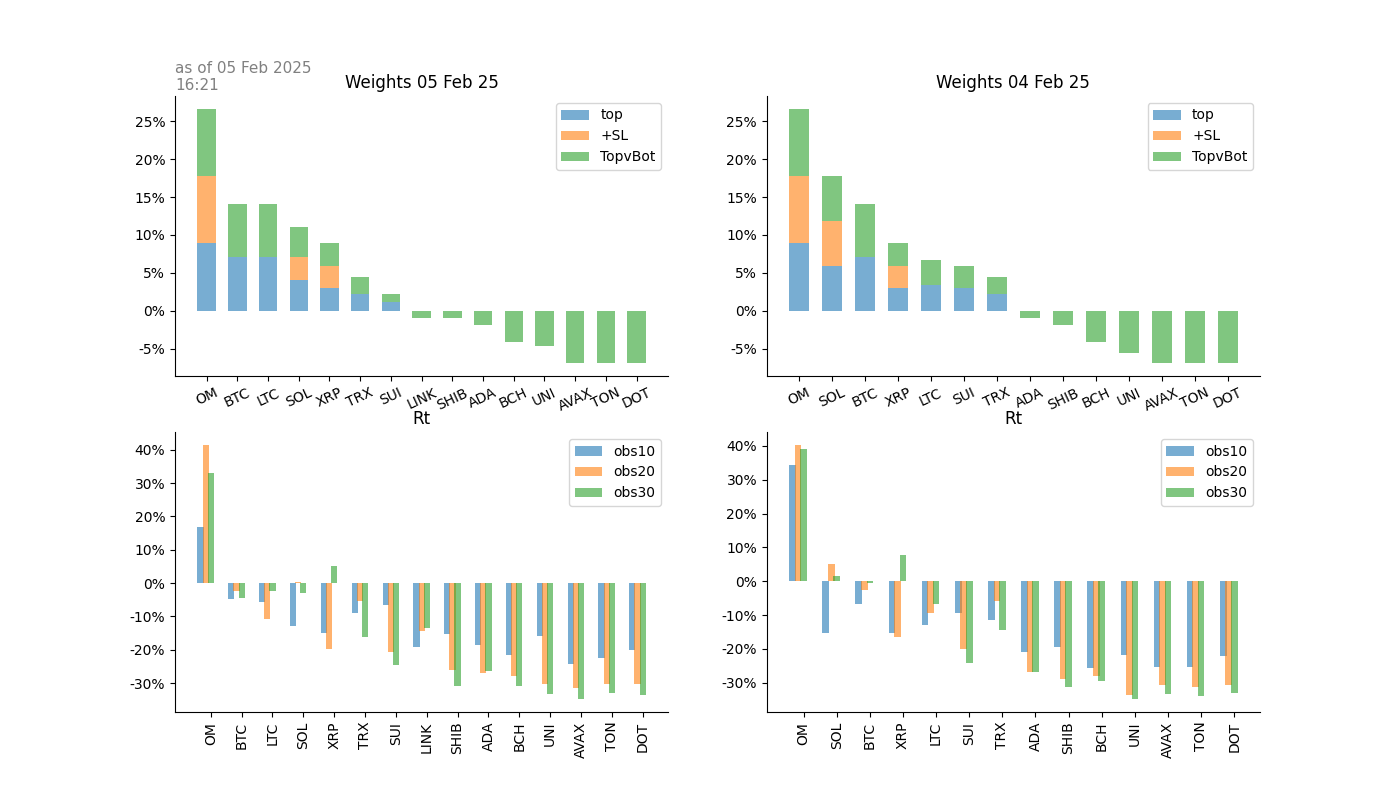 as of 05 Feb 2025
16:21
Weights 05 Feb 25
25%
20%
15%
10%
5%
0%
-5%
top
+SL
TopvBot
OM BTC LTC SOL XRP TRX SUI LINK SHIB ADA BCH UNI AVAX TON DOT
Weights 04 Feb 25
25%
20%
15%
10%
5%
0%
-5%
top
+SL
TopvBot
OM SOL BTC XRP LTC SUI TRX ADA SHIB BCH UNI AVAX TON DOT
Rt
40%
30%
20%
10%
0%
-10%
-20%
-30%
obs10
obs20
obs30
OM BTC LTC SOL XRP TRX SUI LINK SHIB ADA BCH UNI AVAX TON DOT
Rt
40%
30%
20%
10%
0%
-10%
-20%
-30%
obs10
obs20
obs30
OM SOL BTC XRP LTC SUI TRX ADA SHIB BCH UNI AVAX TON DOT